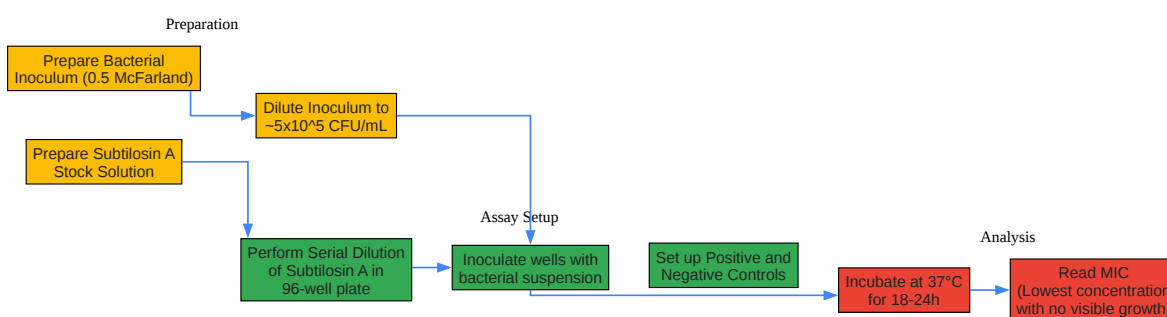 Preparation
Prepare Bacterial
Inoculum (0.5 McFarland)
Dilute Inoculum to
~5x10^5 CFU/mL
Prepare Subtilosin A
Stock Solution
Assay Setup
Perform Serial Dilution
of Subtilosin A in
96-well plate
Inoculate wells with
bacterial suspension
Set up Positive and
Negative Controls
Analysis
Incubate at 37°C
for 18-24h
Read MIC
(Lowest concentration
with no visible growth